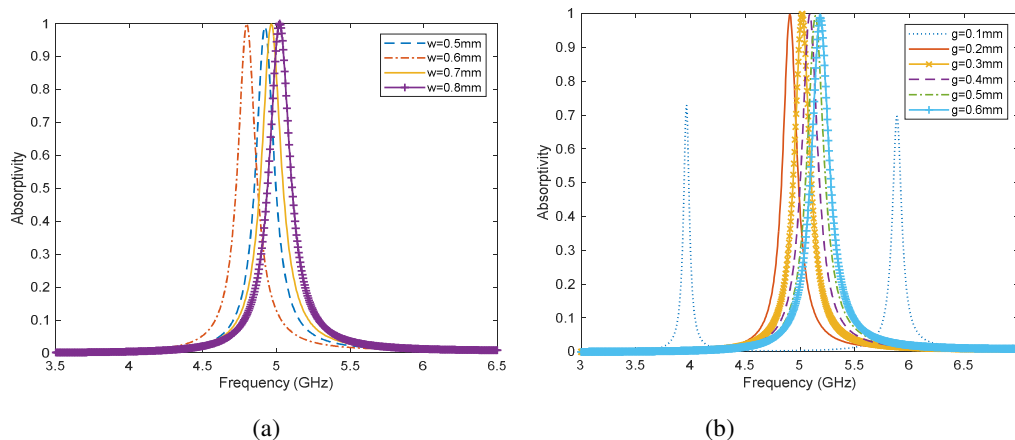 1
0.9
0.8
0.7
0.6
0.5
0.4
0.3
0.2
0.1
0
Absorptivity
3.5 4 4.5 5 5.5 6 6.5
Frequency (GHz)
w=0.5mm
w=0.6mm
w=0.7mm
w=0.8mm
(a)
1
0.9
0.8
0.7
0.6
0.5
0.4
0.3
0.2
0.1
0
Absorptivity
3 3.5 4 4.5 5 5.5 6 6.5
Frequency (GHz)
g=0.1mm
g=0.2mm
g=0.3mm
g=0.4mm
g=0.5mm
g=0.6mm
(b)